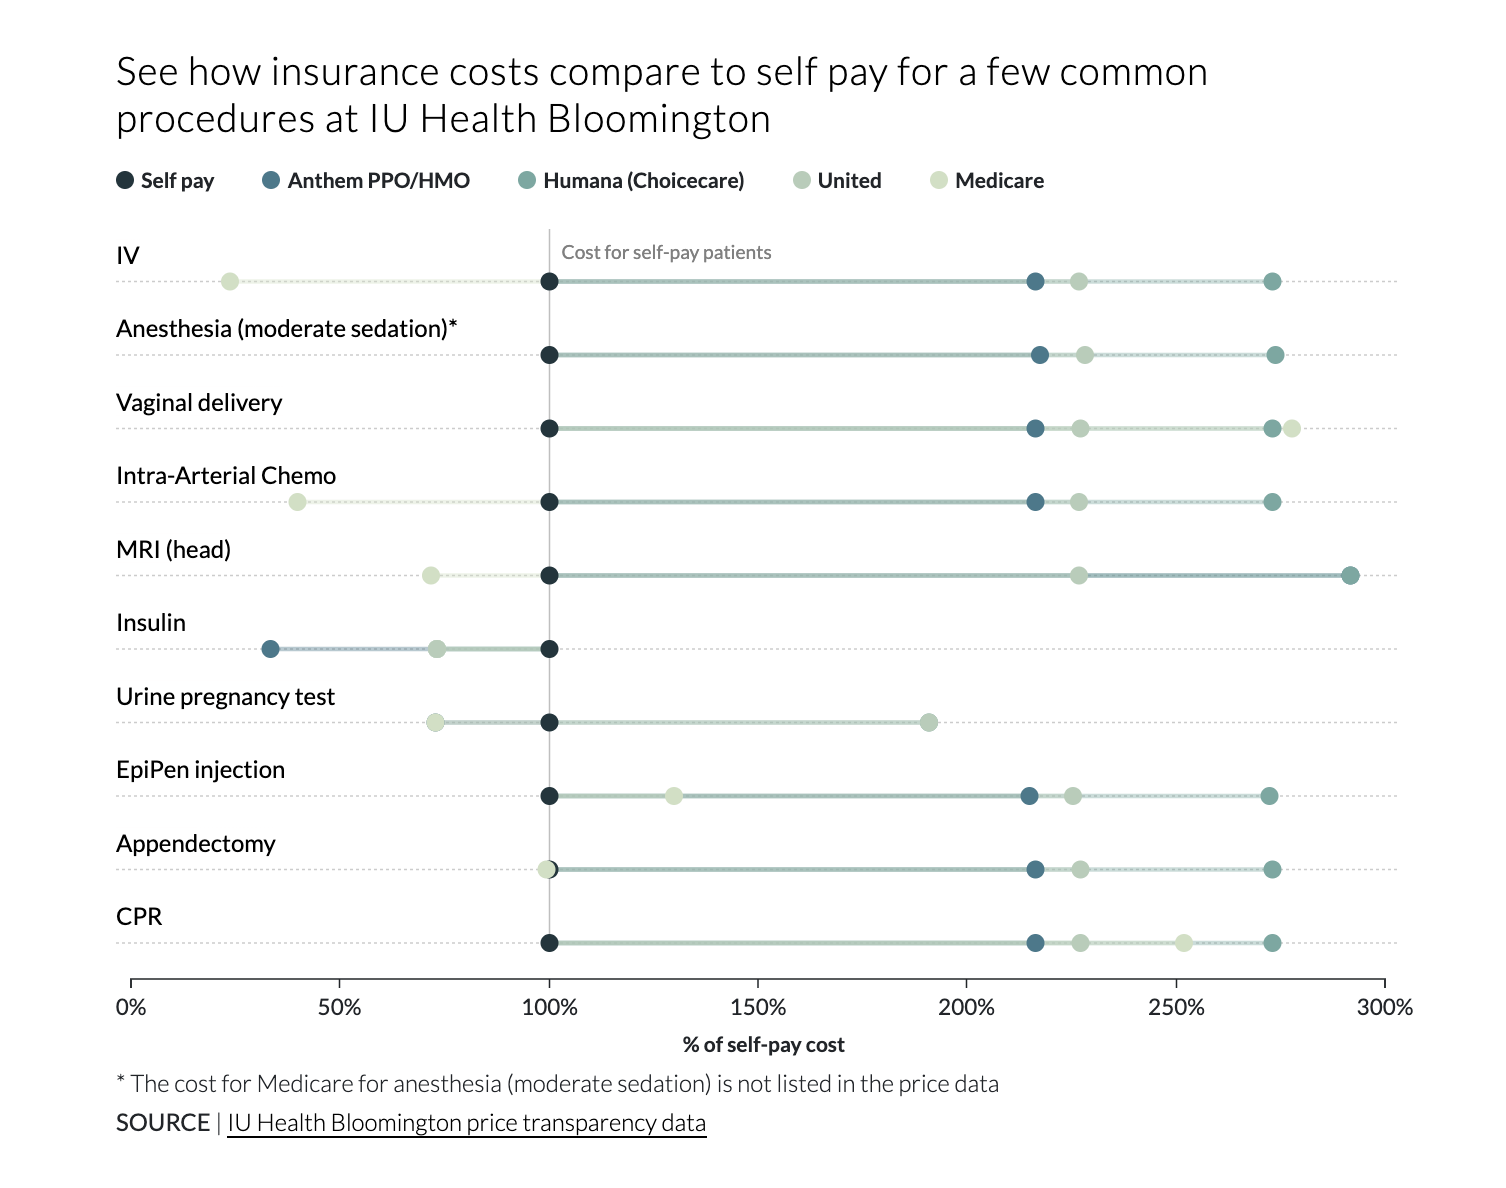 See how insurance costs compare to self pay for a few common
procedures at IU Health Bloomington
Self pay Anthem PPO/HMO Humana (Choicecare) United Medicare
IV
Cost for self-pay patients
Anesthesia (moderate sedation)*
Vaginal delivery
Intra-Arterial Chemo
MRI (head)
Insulin
Urine pregnancy test
EpiPen injection
Appendectomy
CPR
0% 50% 100% 150% 200% 250% 300%
% of self-pay cost
* The cost for Medicare for anesthesia (moderate sedation) is not listed in the price data
SOURCE | IU Health Bloomington price transparency data